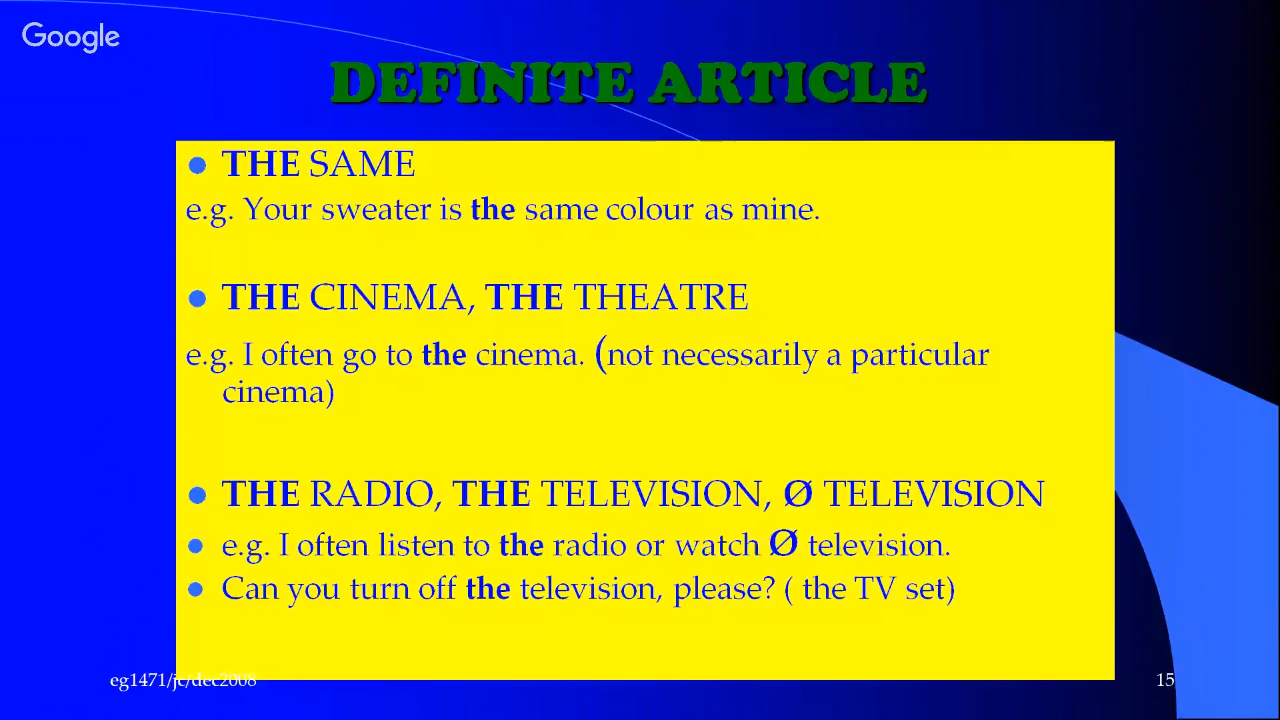 Google
DEFINITE ARTICLE
● THE SAME
e.g. Your sweater is the same colour as mine.
● THE CINEMA, THE THEATRE
e.g. I often go to the cinema. (not necessarily a particular
cinema)
● THE RADIO, THE TELEVISION, Ø TELEVISION
● e.g. I often listen to the radio or watch Ø television.
● Can you turn off the television, please? ( the TV set)
eg1471/jc/dec2008
15